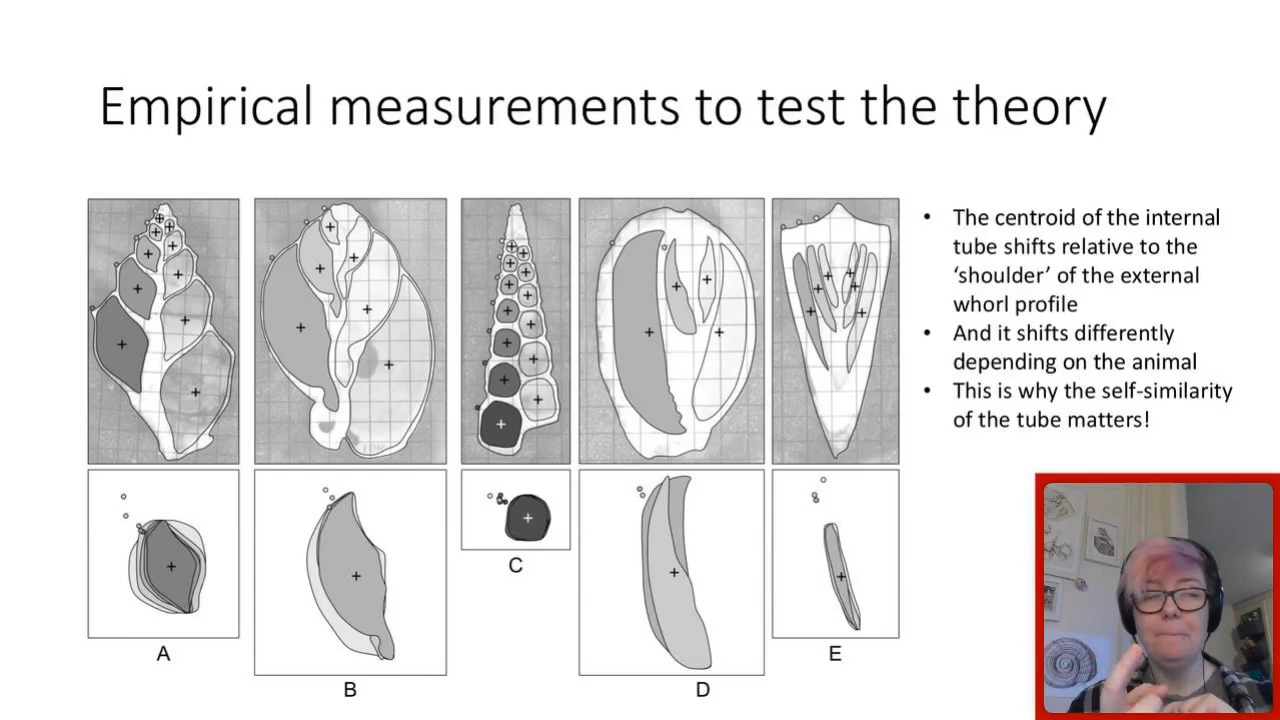 Empirical measurements to test the theory
• The centroid of the internal
tube shifts relative to the
‘shoulder’ of the external
whorl profile
• And it shifts differently
depending on the animal
• This is why the self-similarity
of the tube matters!
A
B
C
D
E